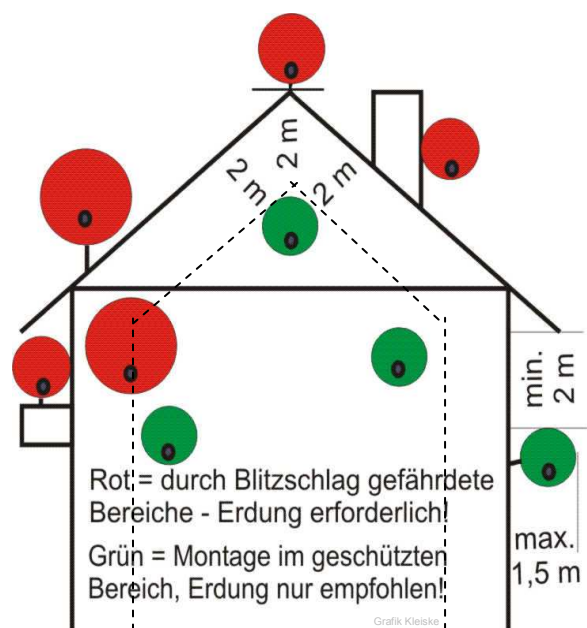 2 m
2 m
2 m
min.
2 m
Rot = durch Blitzschlag gefährdete
Bereiche - Erdung erforderlich!
max.
1,5 m
Grün = Montage im geschützten
Bereich, Erdung nur empfohlen!
Grafik Kleiske